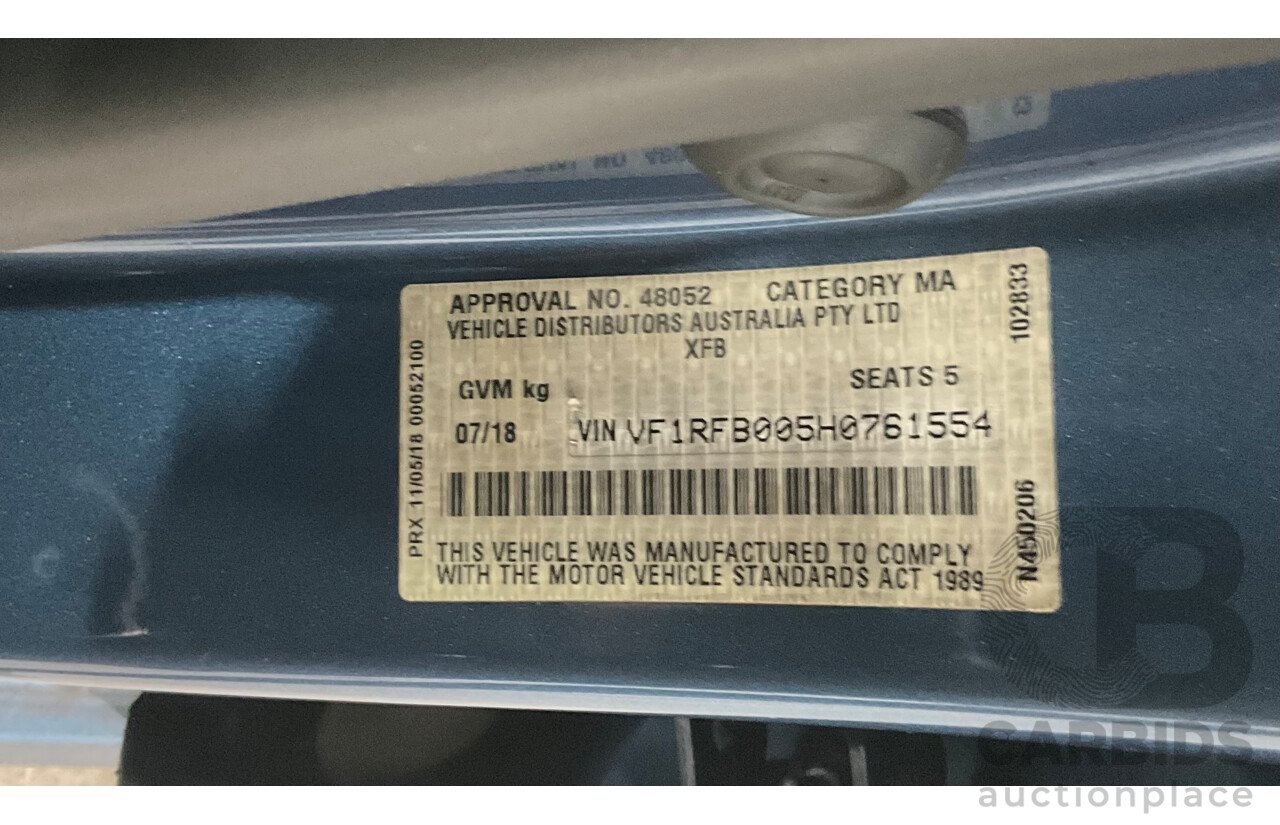 APPROVAL NO. 48052 CATEGORY MA
VEHICLE DISTRIBUTORS AUSTRALIA PTY LTD
XFB
GVM kg SEATS 5
07/18 VIN VF1RFB005H0761554
THIS VEHICLE WAS MANUFACTURED TO COMPLY
WITH THE MOTOR VEHICLE STANDARDS ACT 1989
PRX 11/05/18 00052100
102833
N450206
CB
CARBIDS
auctionplace